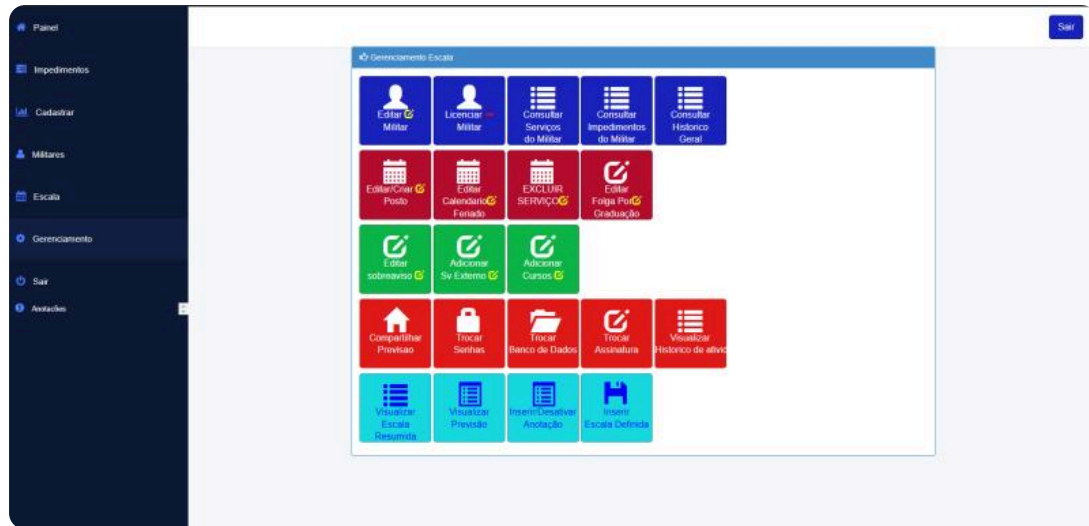 Painel
Impedimentos
Cadastrar
Militares
Escala
Gerenciamento
Sair
Anotações
Sair
Gerenciamento Escala
Editar
Militar
Licenciar
Militar
Consultar
Serviços
do Militar
Consultar
Impedimentos
do Militar
Consultar
Historico
Geral
Editar/Criar
Posto
Editar
Calendario
Feriado
EXCLUIR
SERVIÇO
Editar
Folga Por
Graduação
Editar
sobreaviso
Adicionar
Sv Externo
Adicionar
Cursos
Compartilhar
Previsao
Trocar
Senhas
Trocar
Banco de Dados
Trocar
Assinatura
Visualizar
Historico de ativid
Visualizar
Escala
Resumida
Visualizar
Previsão
Inserir/Desativar
Anotação
Inserir
Escala Definida